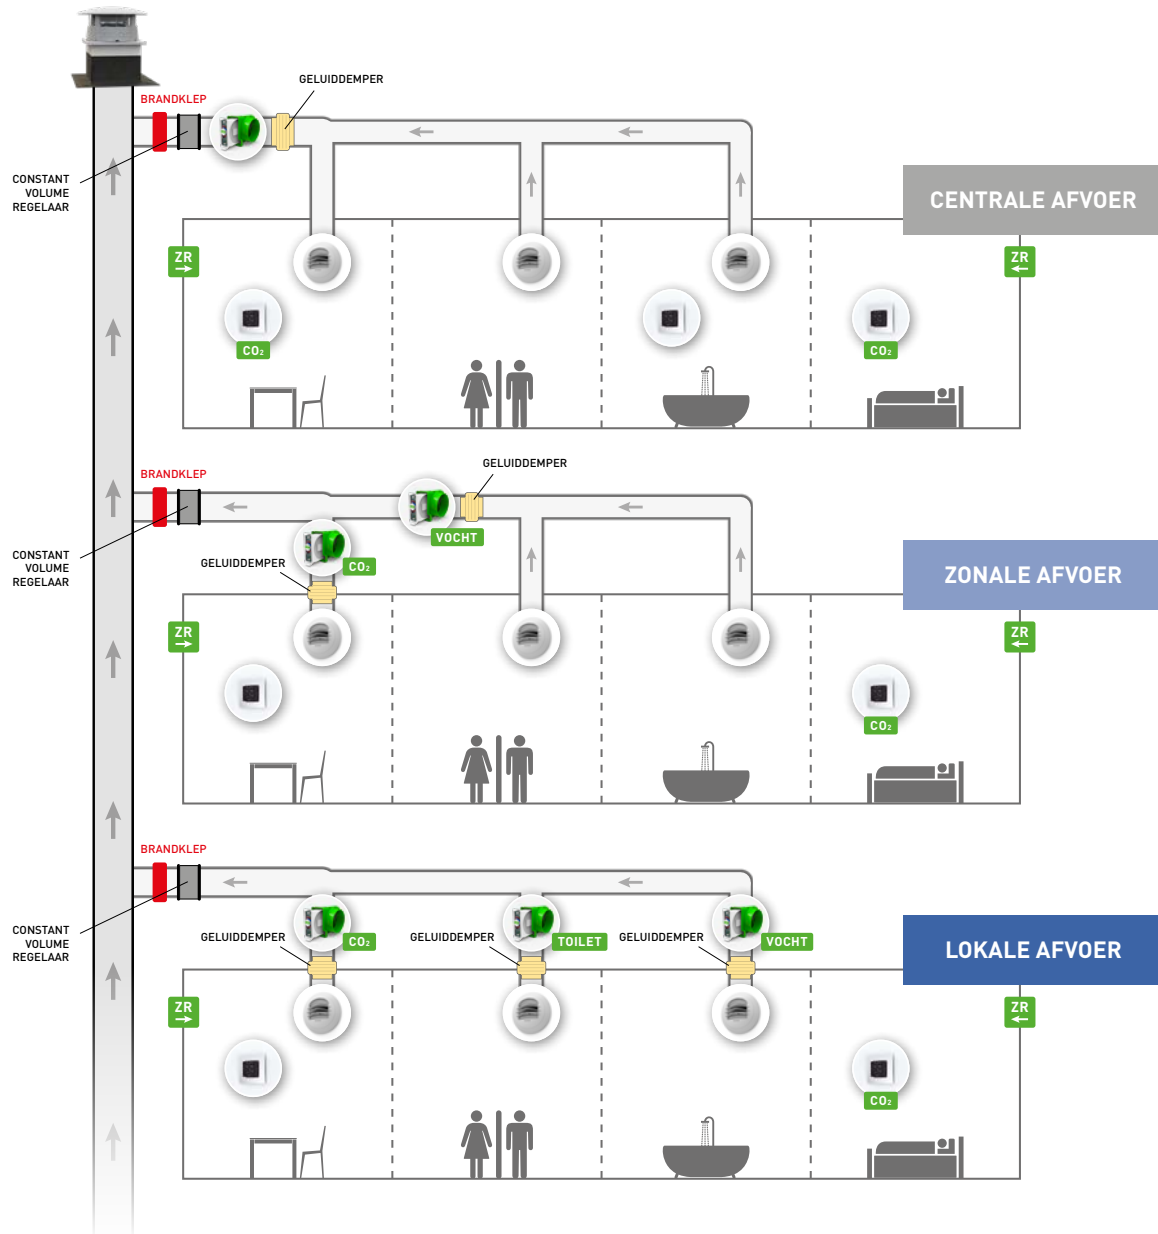 GELUIDDEMPER
BRANDKLEP
CONSTANT
VOLUME
REGELAAR
CENTRALE AFVOER
ZR
ZR
CO₂
CO₂
GELUIDDEMPER
BRANDKLEP
VOCHT
CONSTANT
VOLUME
REGELAAR
GELUIDDEMPER
CO₂
ZONALE AFVOER
ZR
ZR
CO₂
BRANDKLEP
CONSTANT
VOLUME
REGELAAR
GELUIDDEMPER
CO₂
GELUIDDEMPER
TOILET
GELUIDDEMPER
VOCHT
LOKALE AFVOER
ZR
ZR
CO₂